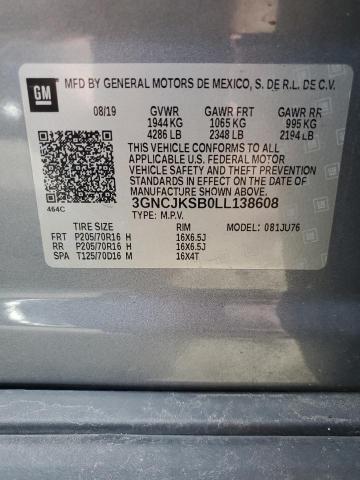 GM
MFD BY GENERAL MOTORS DE MEXICO, S. DE R.L. DE C.V.
08/19 GVWR GAWR FRT GAWR RR
1944 KG 1065 KG 995 KG
4286 LB 2348 LB 2194 LB
THIS VEHICLE CONFORMS TO ALL
APPLICABLE U.S. FEDERAL MOTOR
VEHICLE SAFETY AND THEFT PREVENTION
STANDARDS IN EFFECT ON THE DATE OF
MANUFACTURE SHOWN ABOVE.
464C
3GNCJKSB0LL138608
TYPE: M.P.V. MODEL: 081JU76
TIRE SIZE RIM
FRT P205/70R16 H 16X6.5J
RR P205/70R16 H 16X6.5J
SPA T125/70D16 M 16X4T